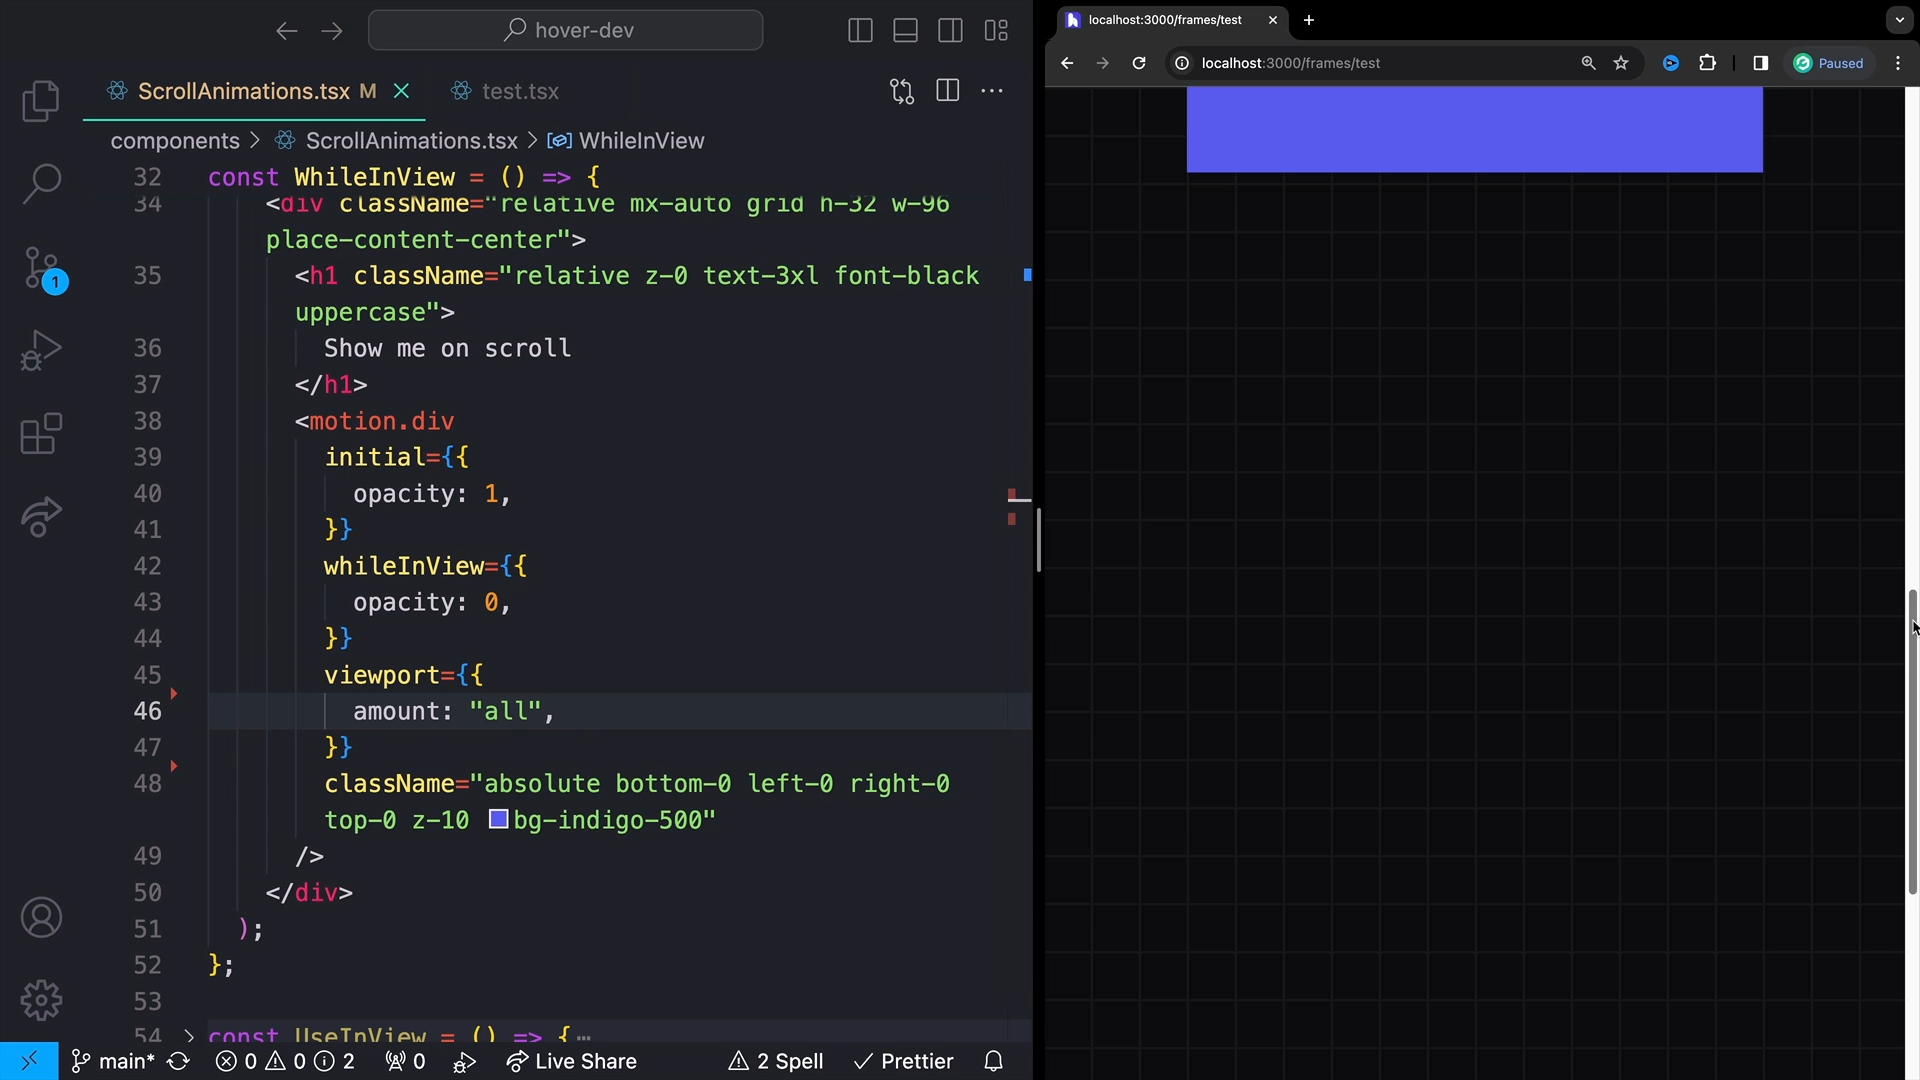 hover-dev
ScrollAnimations.tsx M
test.tsx
components > ScrollAnimations.tsx > WhileInView
32 const WhileInView = () => {
34 <div className="relative mx-auto grid h-32 w-96
place-content-center">
35 <h1 className="relative z-0 text-3xl font-black
uppercase">
36 Show me on scroll
37 </h1>
38 <motion.div
39 initial={{
40 opacity: 1,
41 }}
42 whileInView={{
43 opacity: 0,
44 }}
45 viewport={{
46 amount: "all",
47 }}
48 className="absolute bottom-0 left-0 right-0
top-0 z-10 bg-indigo-500"
49 />
50 </div>
51 );
52 };
53
54 > const UseInView = () => {…
1
main* 0 0 2 0 Live Share 2 Spell Prettier
localhost:3000/frames/test
localhost:3000/frames/test
Paused